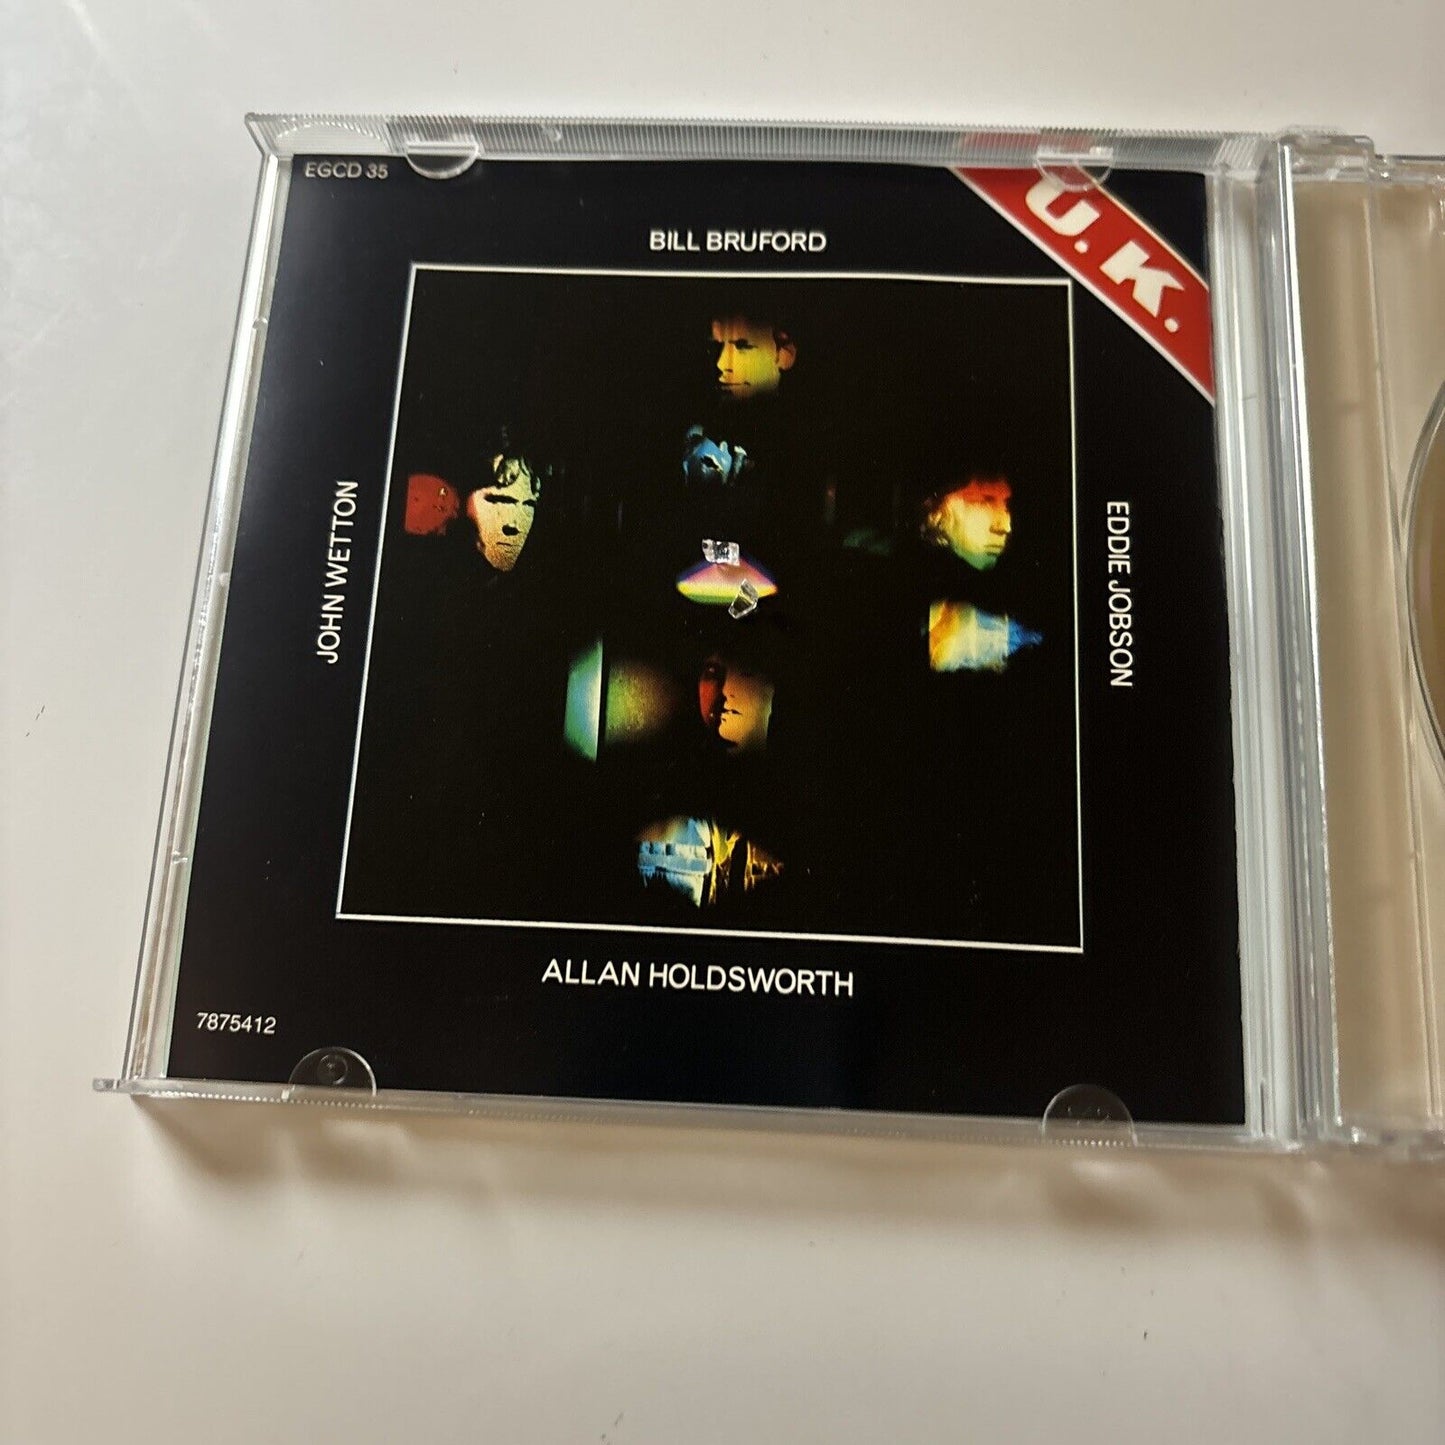 EGCD 35
U.K.
BILL BRUFORD
JOHN WETTON
EDDIE JOBSON
ALLAN HOLDSWORTH
7875412